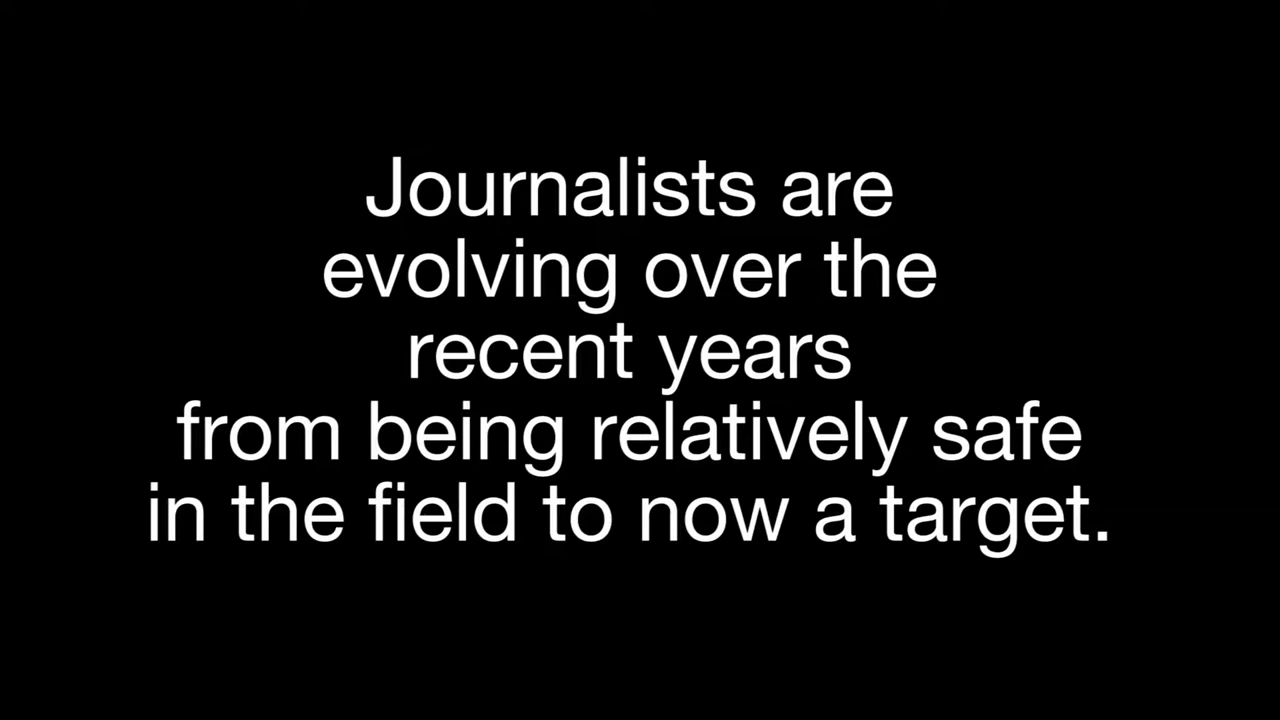 Journalists are
evolving over the
recent years
from being relatively safe
in the field to now a target.